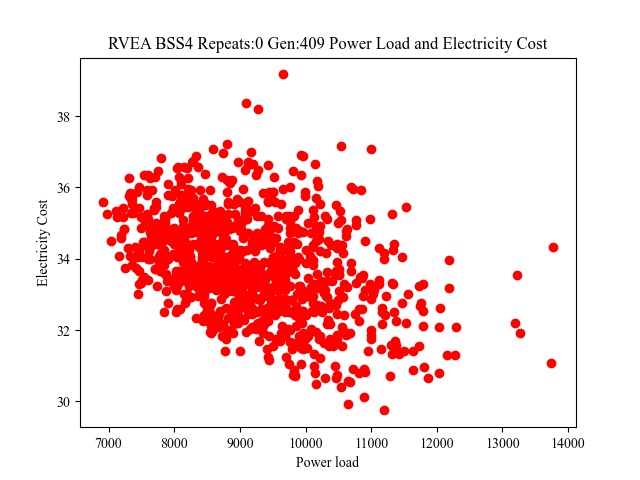 RVEA BSS4 Repeats:0 Gen:409 Power Load and Electricity Cost
38
36
34
32
30
Electricity Cost
7000 8000 9000 10000 11000 12000 13000 14000
Power load